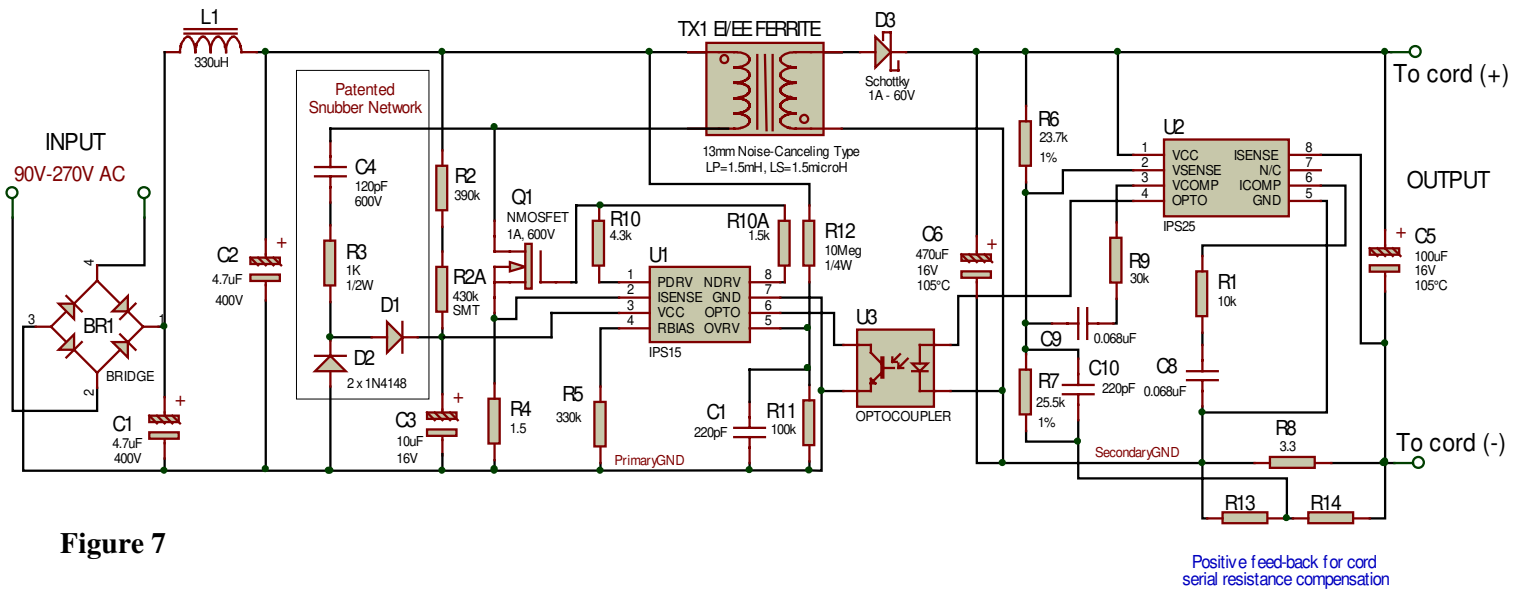 L1
330uH
TX1 EI/EE FERRITE
D3
Schottky
1A - 60V
To cord (+)
Patented
Snubber Network
INPUT
90V-270V AC
C4
120pF
600V
R2
390k
Q1
NMOSFET
1A, 600V
13mm Noise-Canceling Type
LP=1.5mH, LS=1.5microH
R6
23.7k
1%
U2
1 VCC
2 VSENSE
3 VCOMP
4 OPTO
ISENSE 8
N/C 7
ICOMP 6
GND 5
IPS25
OUTPUT
R10
4.3k
R10A
1.5k
R12
10Meg
1/4W
C6
470uF
16V
105°C
C5
100uF
16V
105°C
C2
4.7uF
400V
R3
1K
1/2W
R2A
430k
SMT
U1
1 PDRV
2 ISENSE
3 VCC
4 RBIAS
NDRV 8
GND 7
OPTO 6
OVRV 5
IPS15
R9
30k
R1
10k
4
3
BR1
1
2
BRIDGE
D1
D2
2 x 1N4148
U3
OPTOCOUPLER
C9
0.068uF
C10
220pF
C8
0.068uF
R7
25.5k
1%
C1
4.7uF
400V
C3
10uF
16V
R4
1.5
R5
330k
C1
220pF
R11
100k
R8
3.3
To cord (-)
PrimaryGND
SecondaryGND
R13
R14
Figure 7
Positive feed-back for cord
serial resistance compensation
+
+
+
+
+